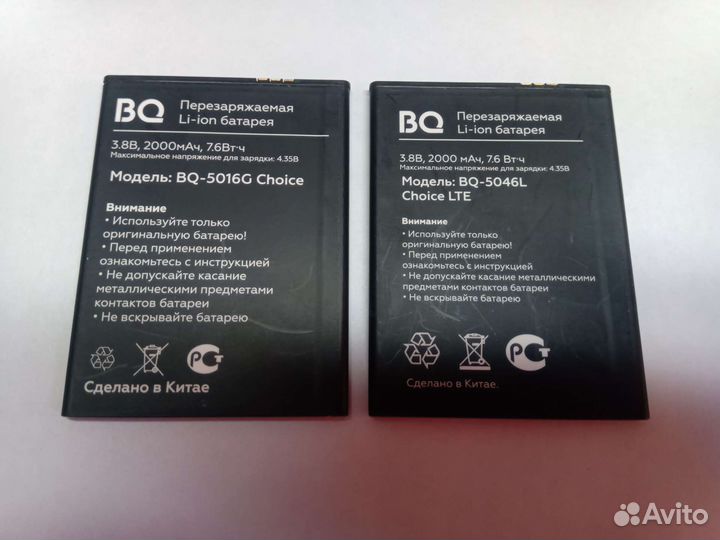 BQ
Перезаряжаемая
Li-ion батарея
3.8В, 2000мАч, 7.6Вт·ч
Максимальное напряжение для зарядки: 4.35В
Модель: BQ-5016G Choice
Внимание
• Используйте только
оригинальную батарею!
• Перед применением
ознакомьтесь с инструкцией
• Не допускайте касание
металлическими предметами
контактов батареи
• Не вскрывайте батарею
РСТ
Сделано в Китае
BQ
Перезаряжаемая
Li-ion батарея
3.8В, 2000 мАч, 7.6 Вт·ч
Максимальное напряжение для зарядки: 4.35В
Модель: BQ-5046L
Choice LTE
Внимание
• Используйте только
оригинальную батарею!
• Перед применением
ознакомьтесь с инструкцией
• Не допускайте касание металлическими
предметами контактов батареи
• Не вскрывайте батарею
РСТ
Сделано в Китае.
Avito